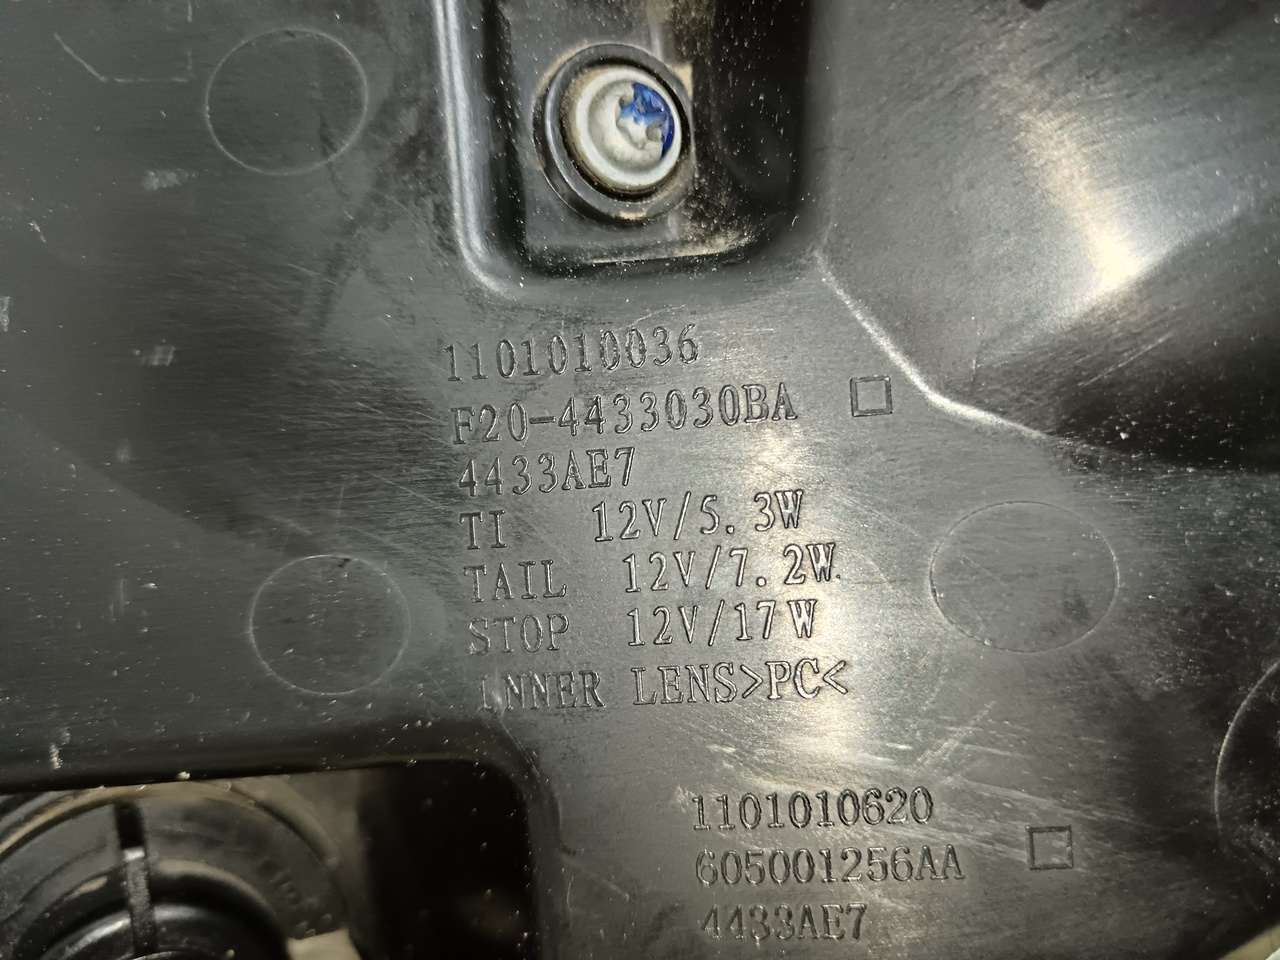 1101010036
F20-4433030BA
4433AE7
TI 12V/5.3W
TAIL 12V/7.2W
STOP 12V/17W
INNER LENS>PC<
1101010620
605001256AA
4433AE7